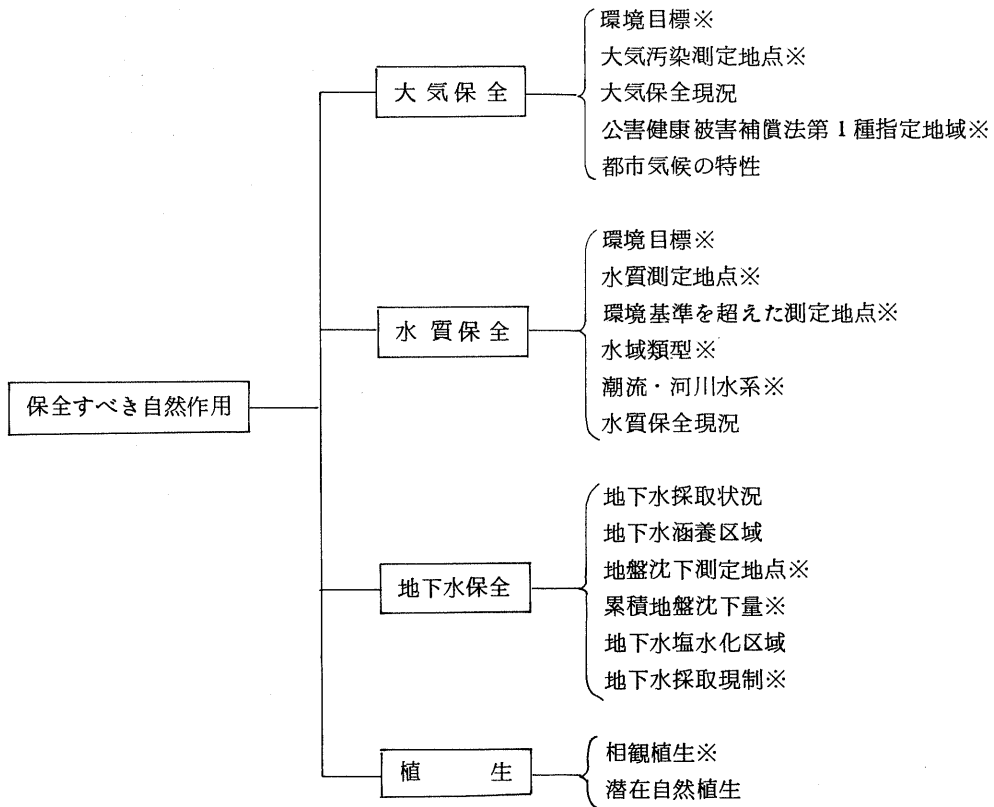 保全すべき自然作用
大気保全
環境目標※
大気汚染測定地点※
大気保全現況
公害健康被害補償法第1種指定地域※
都市気候の特性
水質保全
環境目標※
水質測定地点※
環境基準を超えた測定地点※
水域類型※
潮流・河川水系※
水質保全現況
地下水保全
地下水採取状況
地下水涵養区域
地盤沈下測定地点※
累積地盤沈下量※
地下水塩水化区域
地下水採取現制※
植生
相観植生※
潜在自然植生